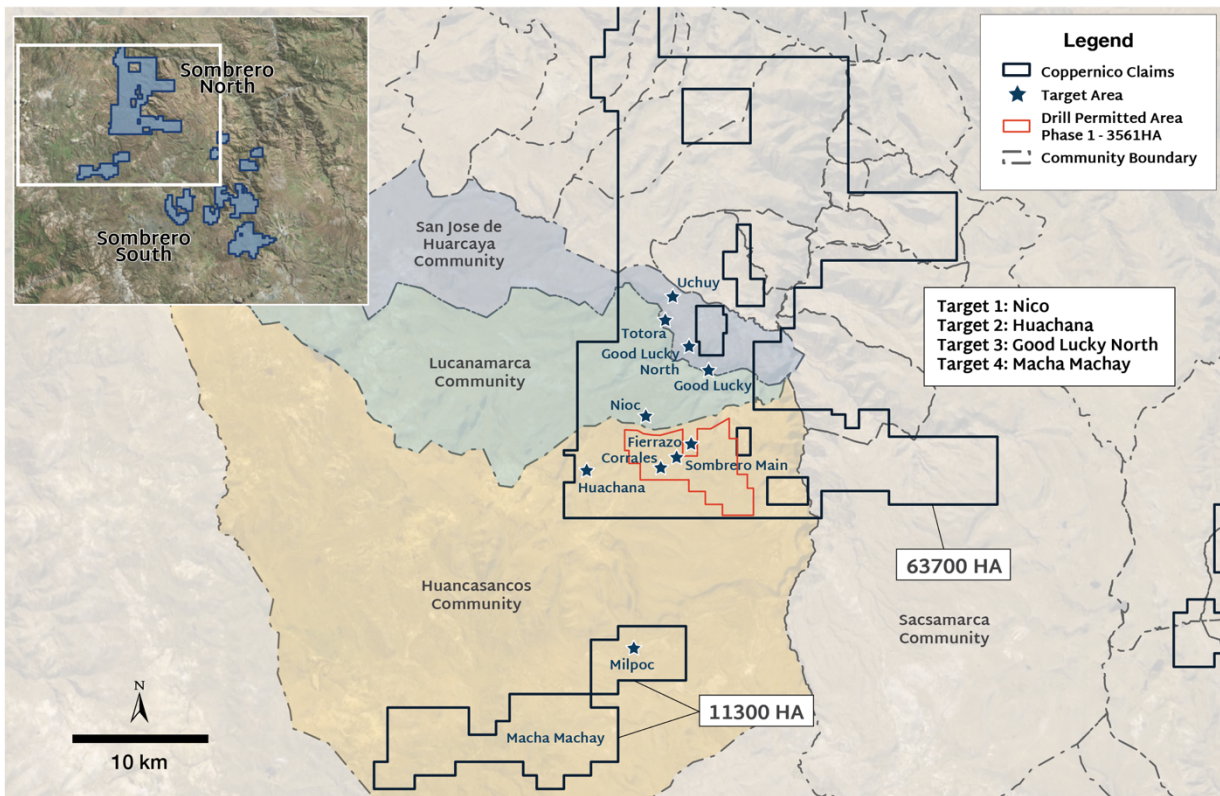 Sombrero
North
Sombrero
South
Legend
Coppernico Claims
Target Area
Drill Permitted Area
Phase 1 - 3561HA
Community Boundary
San Jose de
Huarcaya
Community
Uchuy
Totora
Good Lucky
North
Good Lucky
Lucanamarca
Community
Target 1: Nico
Target 2: Huachana
Target 3: Good Lucky North
Target 4: Macha Machay
Nioc
Fierrazo
Corrales
Sombrero Main
Huachana
63700 HA
Huancasancos
Community
Sacsamarca
Community
Milpoc
11300 HA
Macha Machay
N
10 km